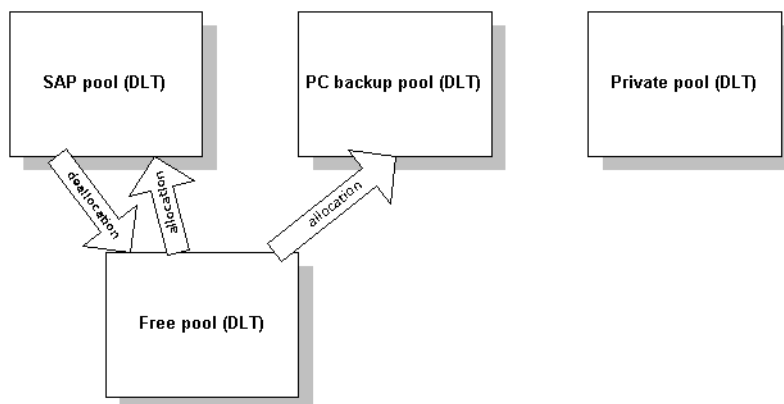 SAP pool (DLT)
PC backup pool (DLT)
Private pool (DLT)
deallocation
allocation
allocation
Free pool (DLT)